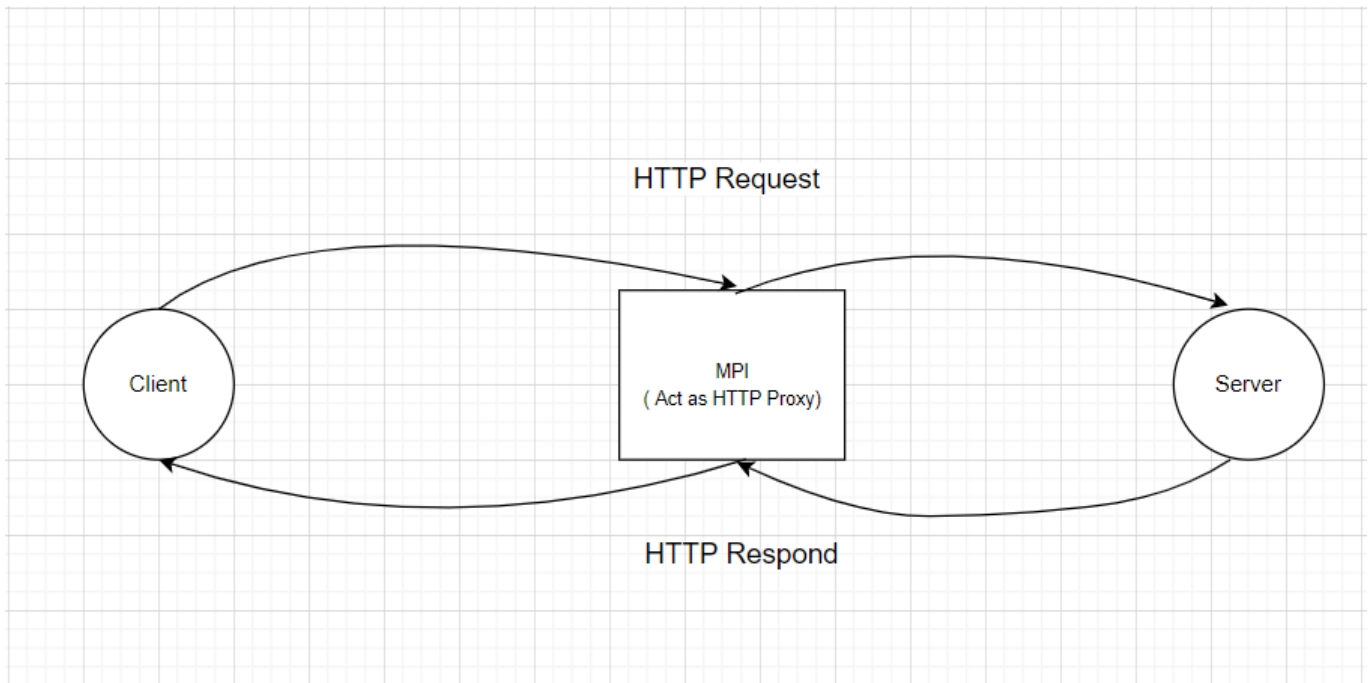 HTTP Request
Client
MPI
( Act as HTTP Proxy)
Server
HTTP Respond